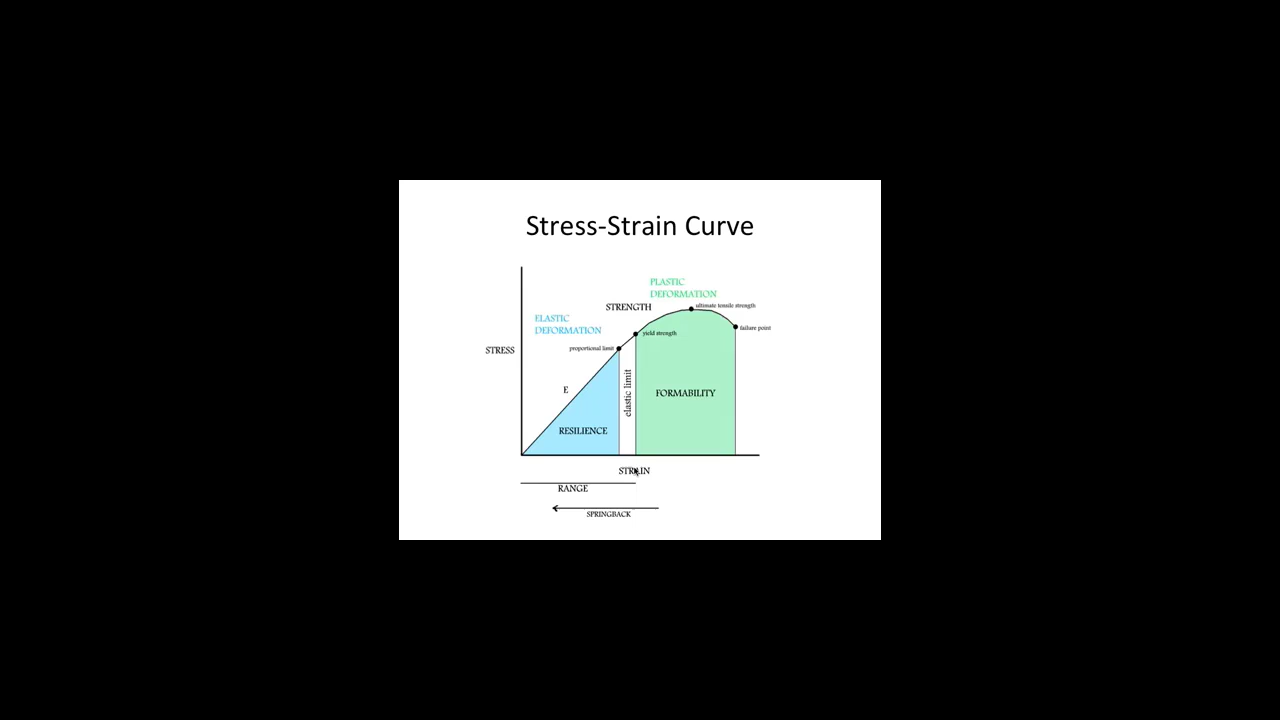 Stress-Strain Curve
PLASTIC
DEFORMATION
STRENGTH
ultimate tensile strength
ELASTIC
DEFORMATION
yield strength
failure point
proportional limit
STRESS
elastic limit
E
FORMABILITY
RESILIENCE
STRAIN
RANGE
SPRINGBACK